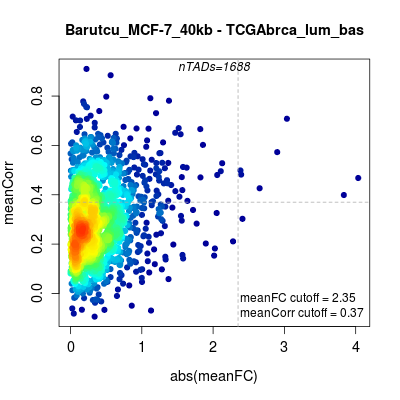 Barutcu_MCF-7_40kb - TCGAbrca_lum_bas
nTADs=1688
meanCorr
0.8
0.6
0.4
0.2
0.0
meanFC cutoff = 2.35
meanCorr cutoff = 0.37
0 1 2 3 4
abs(meanFC)